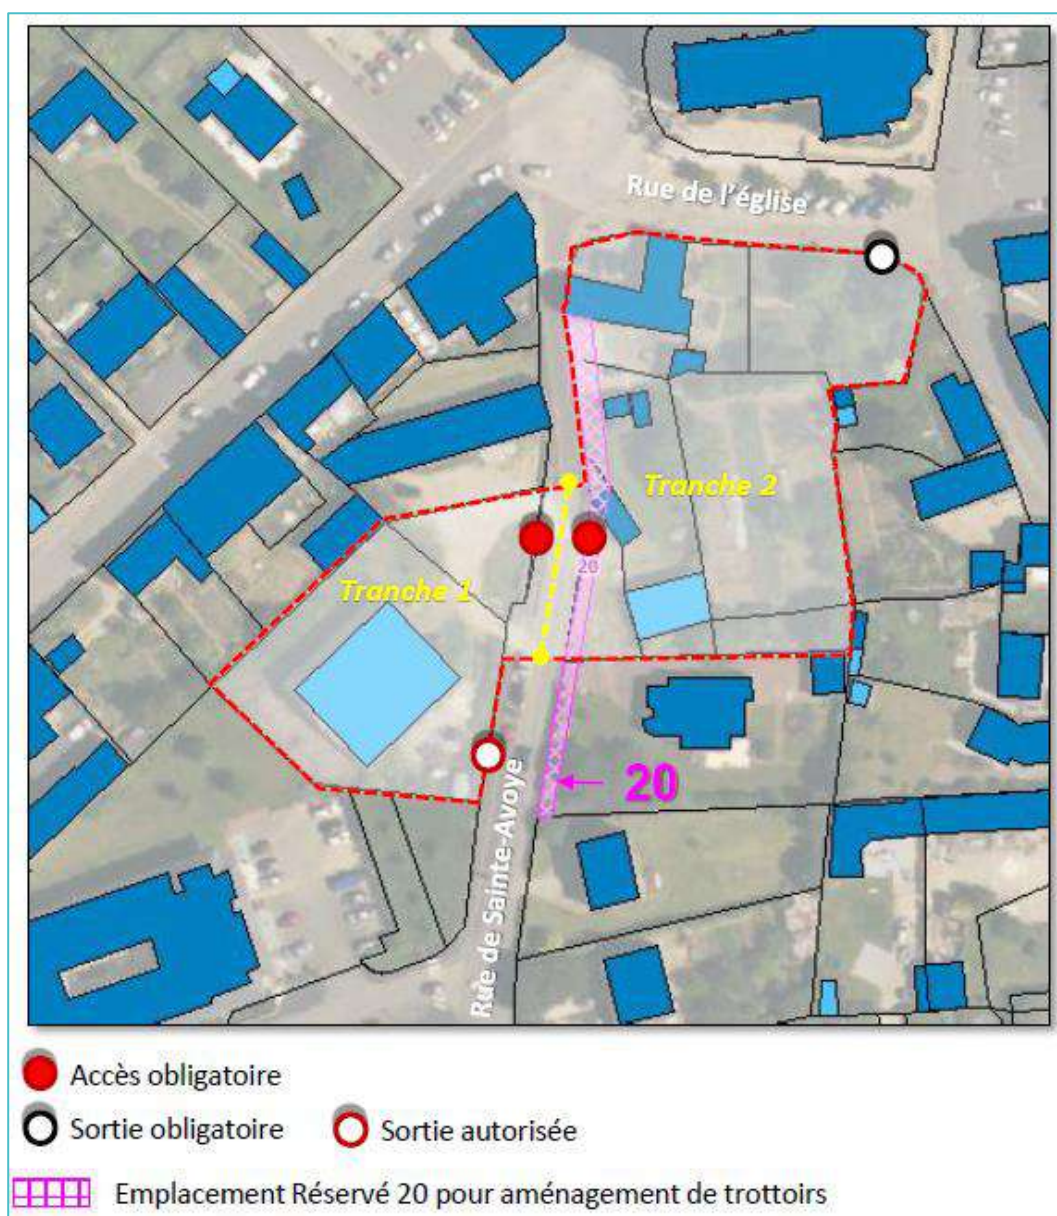 Rue de l'église
Tranche 2
Tranche 1
20
20
Rue de Sainte-Avoye
Accès obligatoire
Sortie obligatoire
Sortie autorisée
Emplacement Réservé 20 pour aménagement de trottoirs